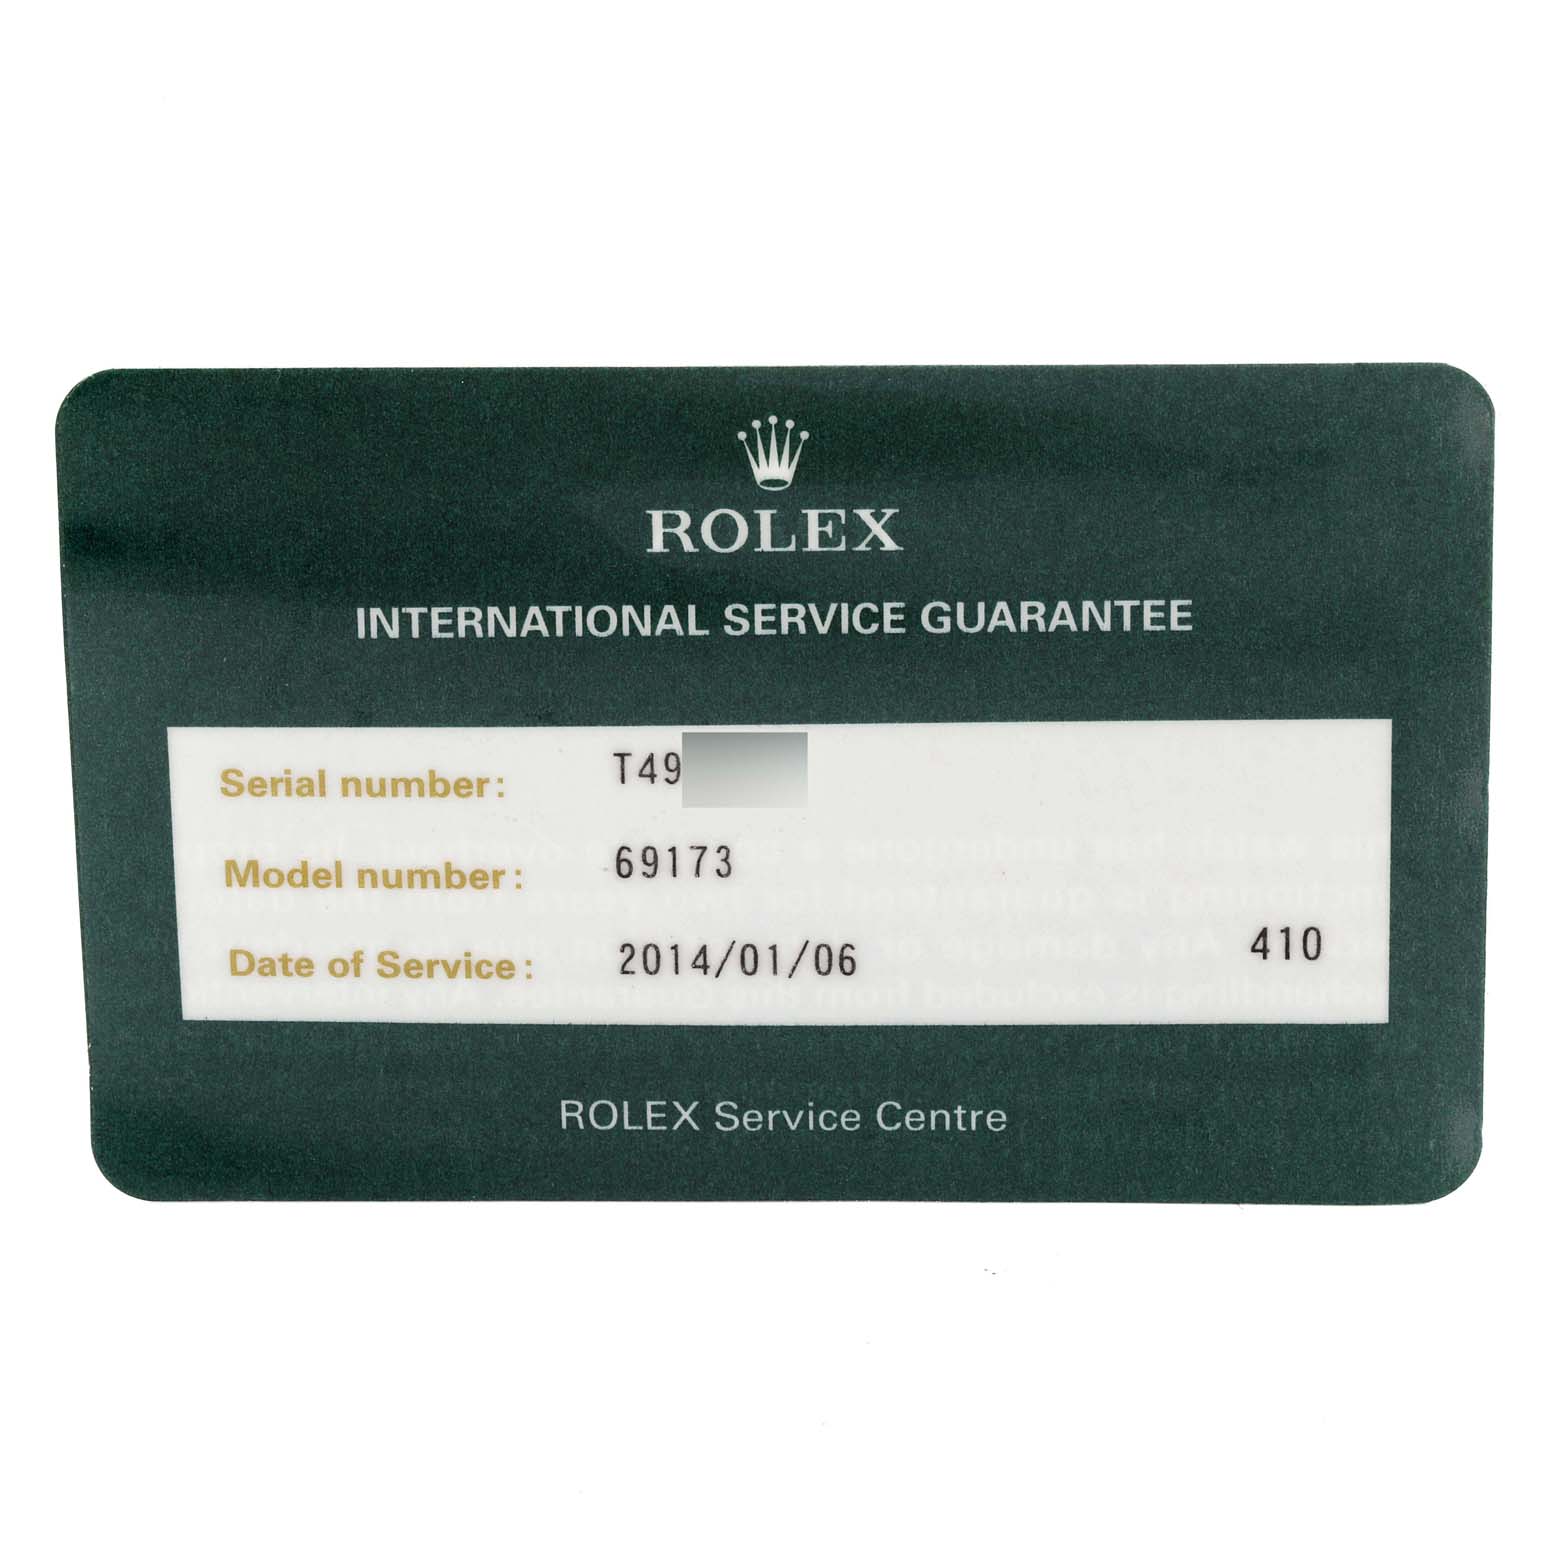 ROLEX
INTERNATIONAL SERVICE GUARANTEE
Serial number: T49
Model number: 69173
Date of Service: 2014/01/06 410
ROLEX Service Centre